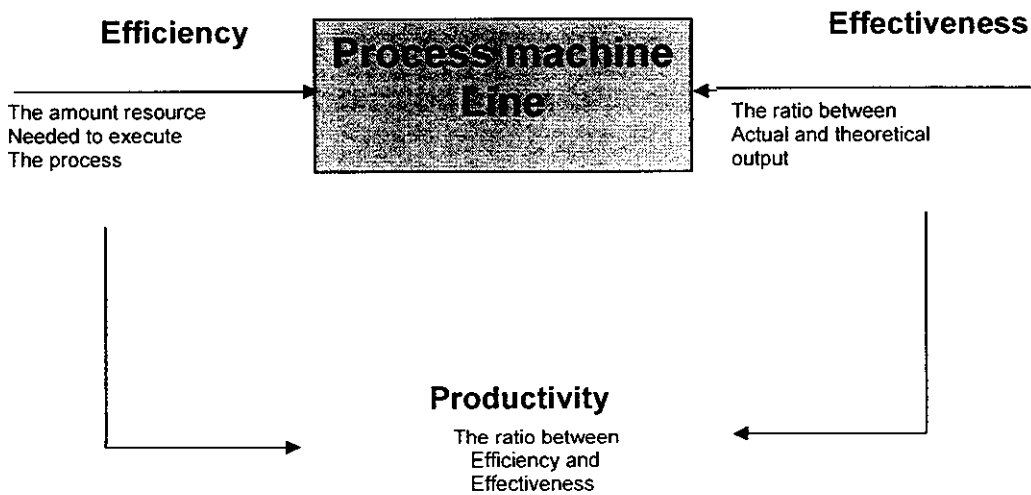 Efficiency
Process machine
Line
Effectiveness
The amount resource
Needed to execute
The process
The ratio between
Actual and theoretical
output
Productivity
The ratio between
Efficiency and
Effectiveness